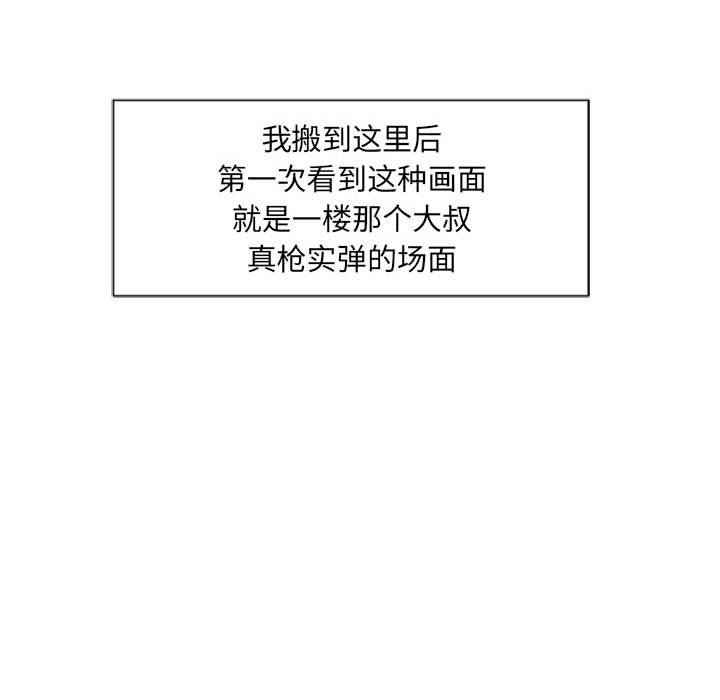 我搬到这里后
第一次看到这种画面
就是一楼那个大叔
真枪实弹的场面